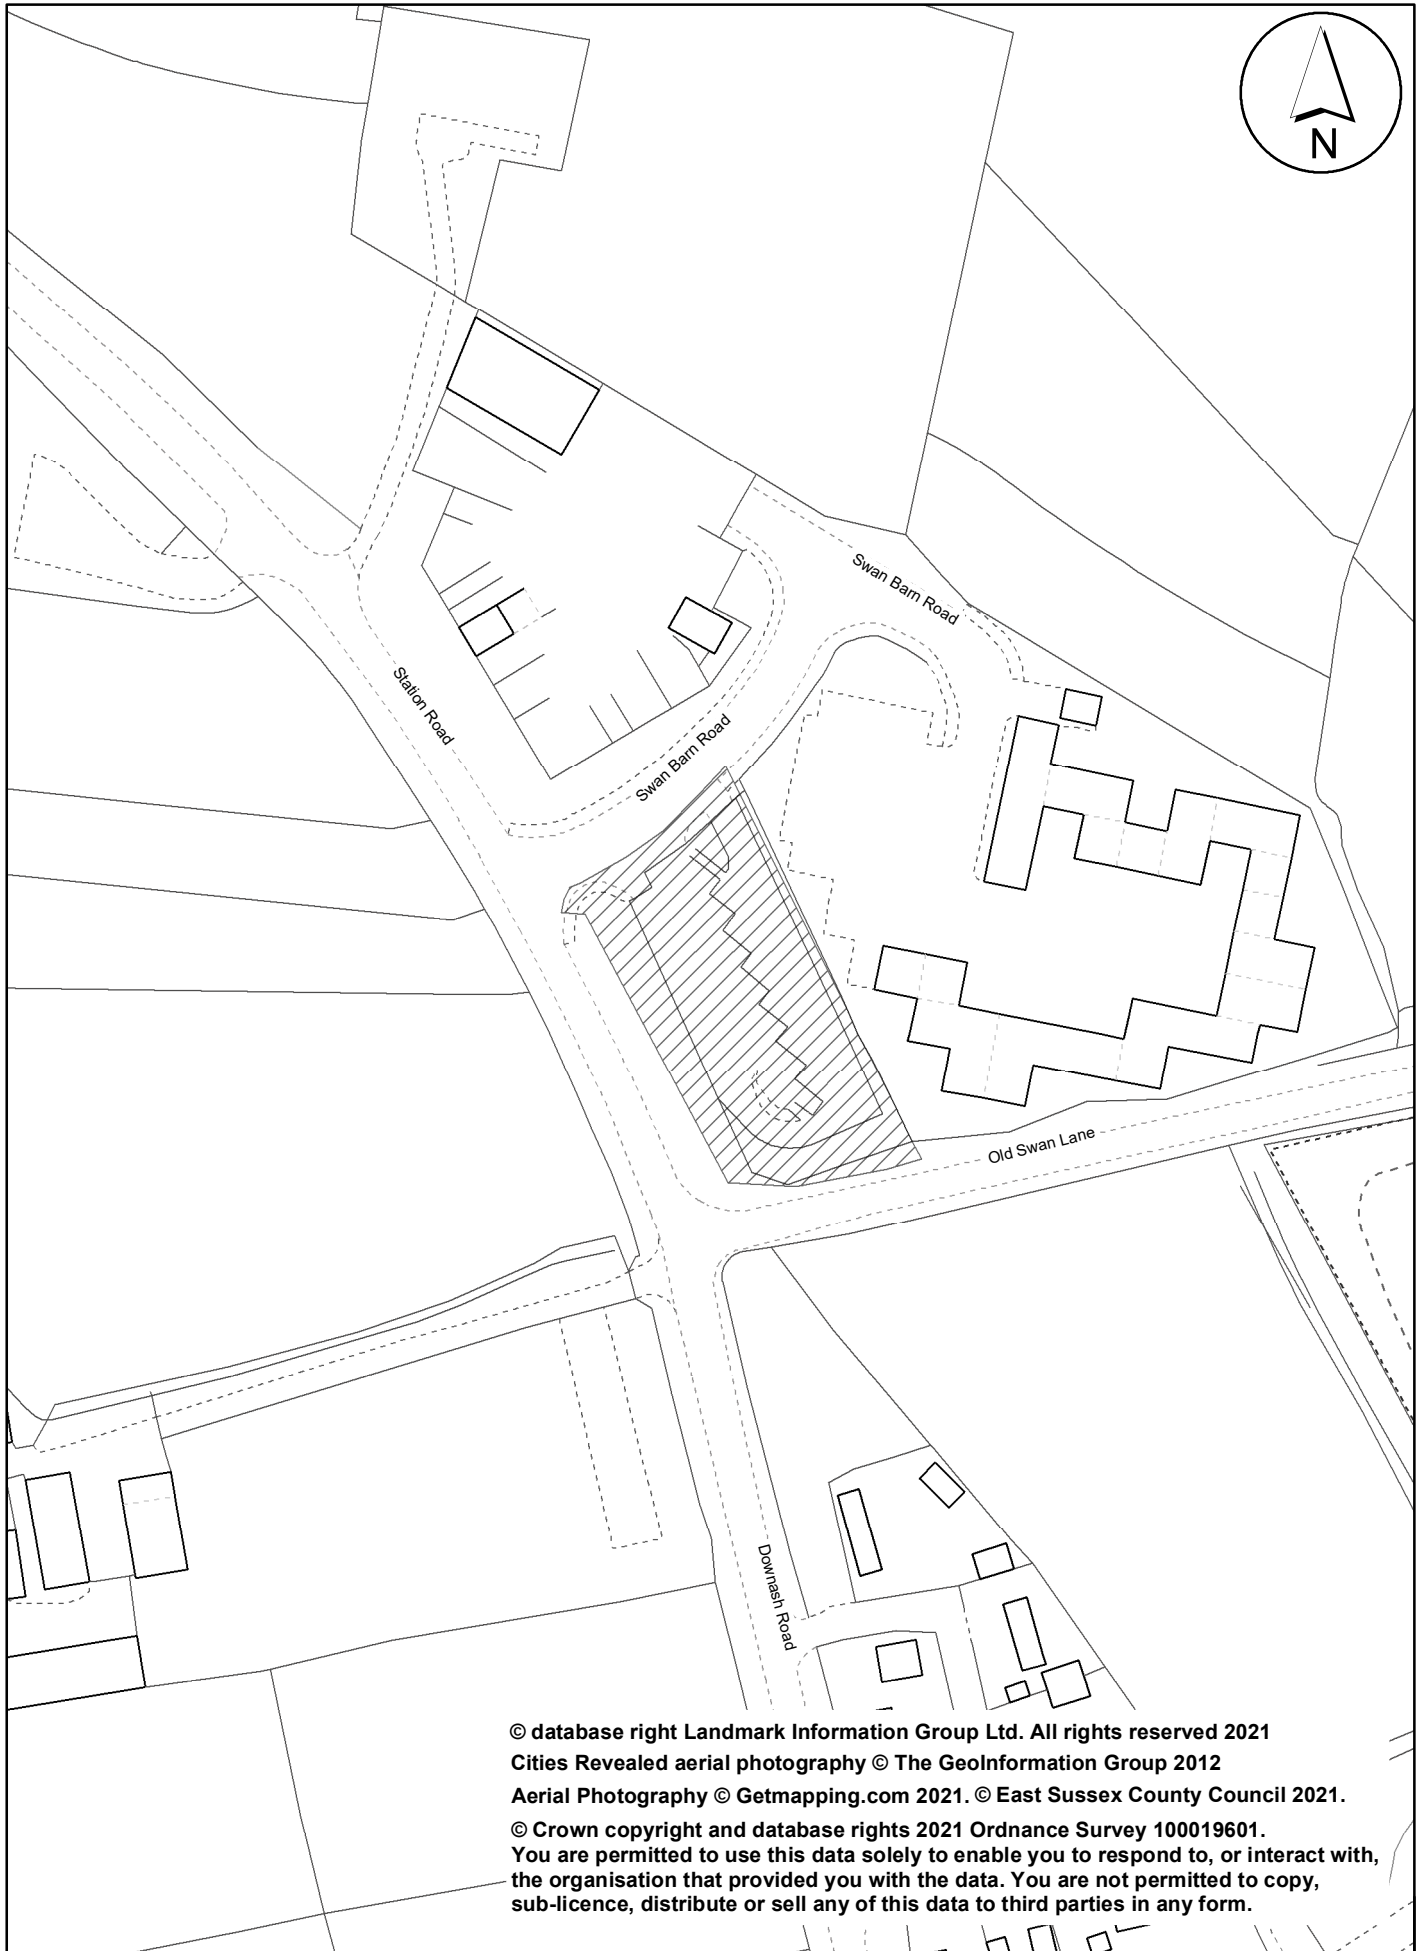 N
Swan Barn Road
Station Road
Swan Barn Road
Old Swan Lane
Downash Road
© database right Landmark Information Group Ltd. All rights reserved 2021
Cities Revealed aerial photography © The GeoInformation Group 2012
Aerial Photography © Getmapping.com 2021. © East Sussex County Council 2021.
© Crown copyright and database rights 2021 Ordnance Survey 100019601.
You are permitted to use this data solely to enable you to respond to, or interact with,
the organisation that provided you with the data. You are not permitted to copy,
sub-licence, distribute or sell any of this data to third parties in any form.